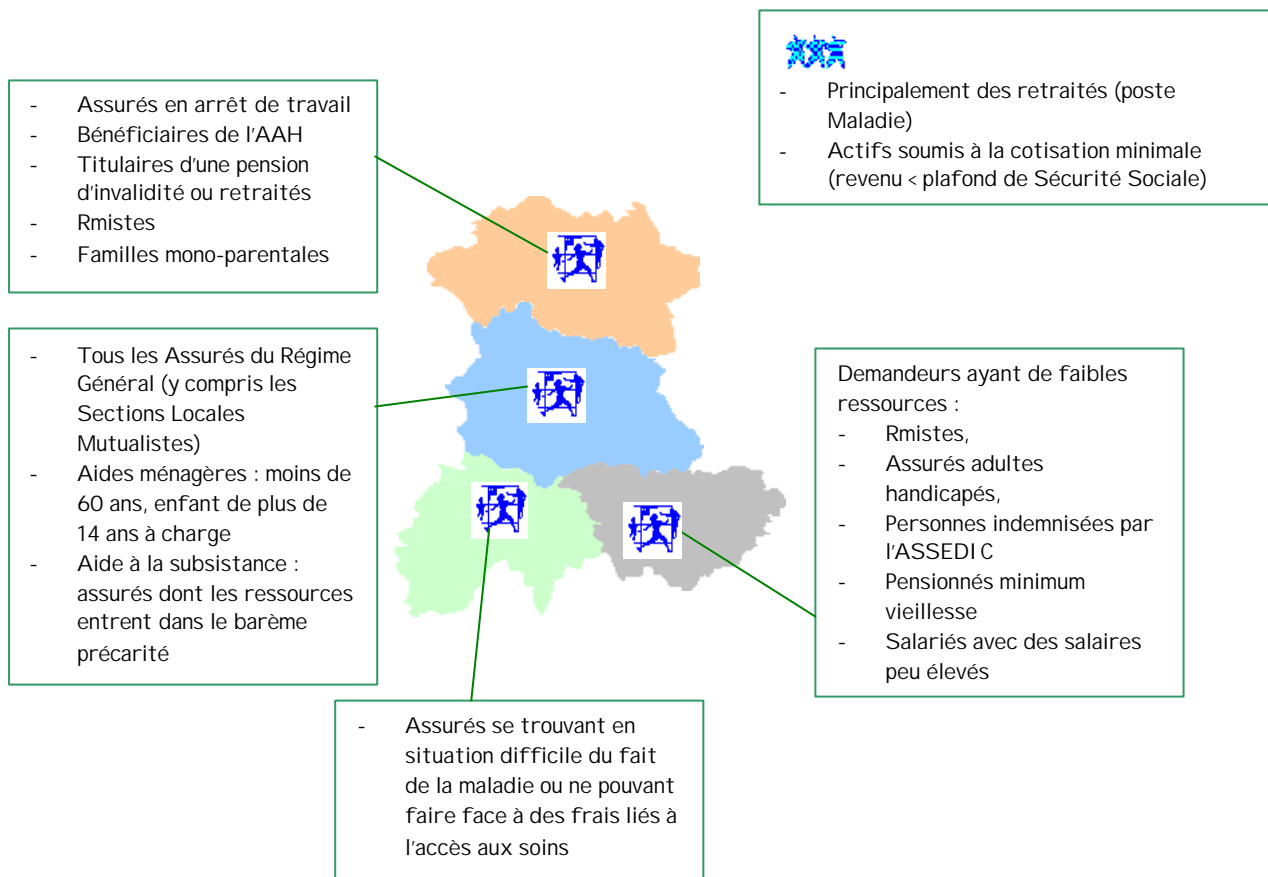 - Principalement des retraités (poste
Maladie)
- Actifs soumis à la cotisation minimale
(revenu < plafond de Sécurité Sociale)
- Assurés en arrêt de travail
- Bénéficiaires de l'AAH
- Titulaires d'une pension
d'invalidité ou retraités
- Rmistes
- Familles mono-parentales
- Tous les Assurés du Régime
Général (y compris les
Sections Locales
Mutualistes)
- Aides ménagères : moins de
60 ans, enfant de plus de
14 ans à charge
- Aide à la subsistance :
assurés dont les ressources
entrent dans le barème
précarité
Demandeurs ayant de faibles
ressources :
- Rmistes,
- Assurés adultes
handicapés,
- Personnes indemnisées par
l'ASSEDIC
- Pensionnés minimum
vieillesse
- Salariés avec des salaires
peu élevés
- Assurés se trouvant en
situation difficile du fait
de la maladie ou ne pouvant
faire face à des frais liés à
l'accès aux soins